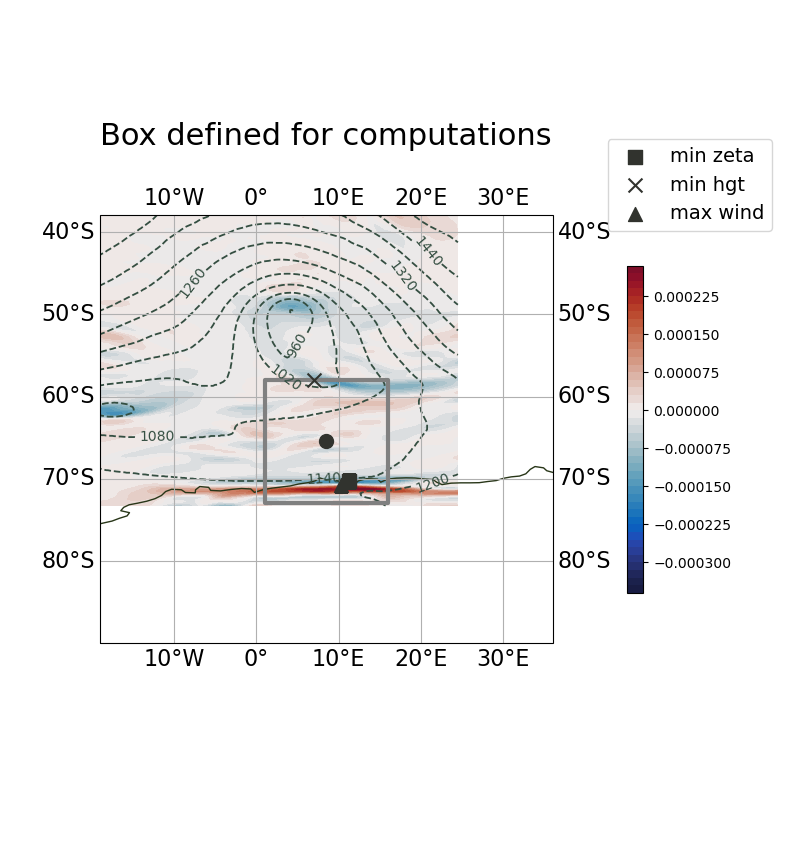 Box defined for computations
min zeta
min hgt
max wind
10°W 0° 10°E 20°E 30°E
40°S 40°S
50°S 50°S
60°S 60°S
70°S 70°S
80°S 80°S
10°W 0° 10°E 20°E 30°E
1260
1440
1320
960
1020
1080
1140
1200
0.000225
0.000150
0.000075
0.000000
−0.000075
−0.000150
−0.000225
−0.000300